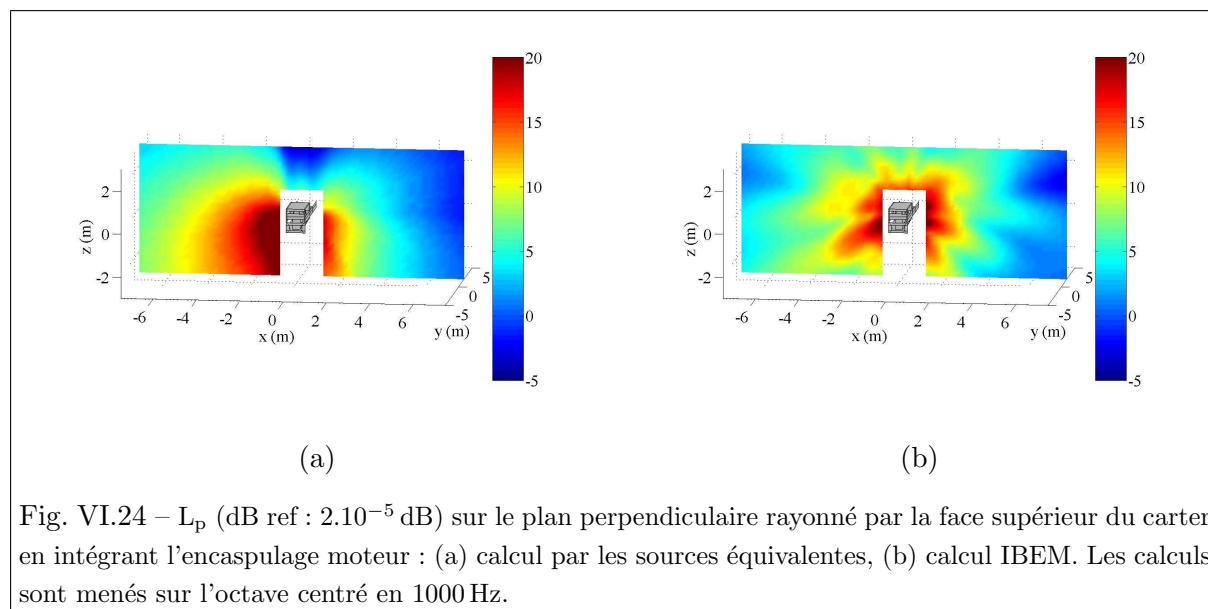 20
15
10
5
0
-5
2
0
-2
z (m)
-6 -4 -2 0 2 4 6
x (m)
5
0
-5
y (m)
(a)
20
15
10
5
0
-5
2
0
-2
z (m)
-6 -4 -2 0 2 4 6
x (m)
5
0
-5
y (m)
(b)
Fig. VI.24 – Lp (dB ref : 2.10−5 dB) sur le plan perpendiculaire rayonné par la face supérieur du carter
en intégrant l'encaspulage moteur : (a) calcul par les sources équivalentes, (b) calcul IBEM. Les calculs
sont menés sur l'octave centré en 1000 Hz.